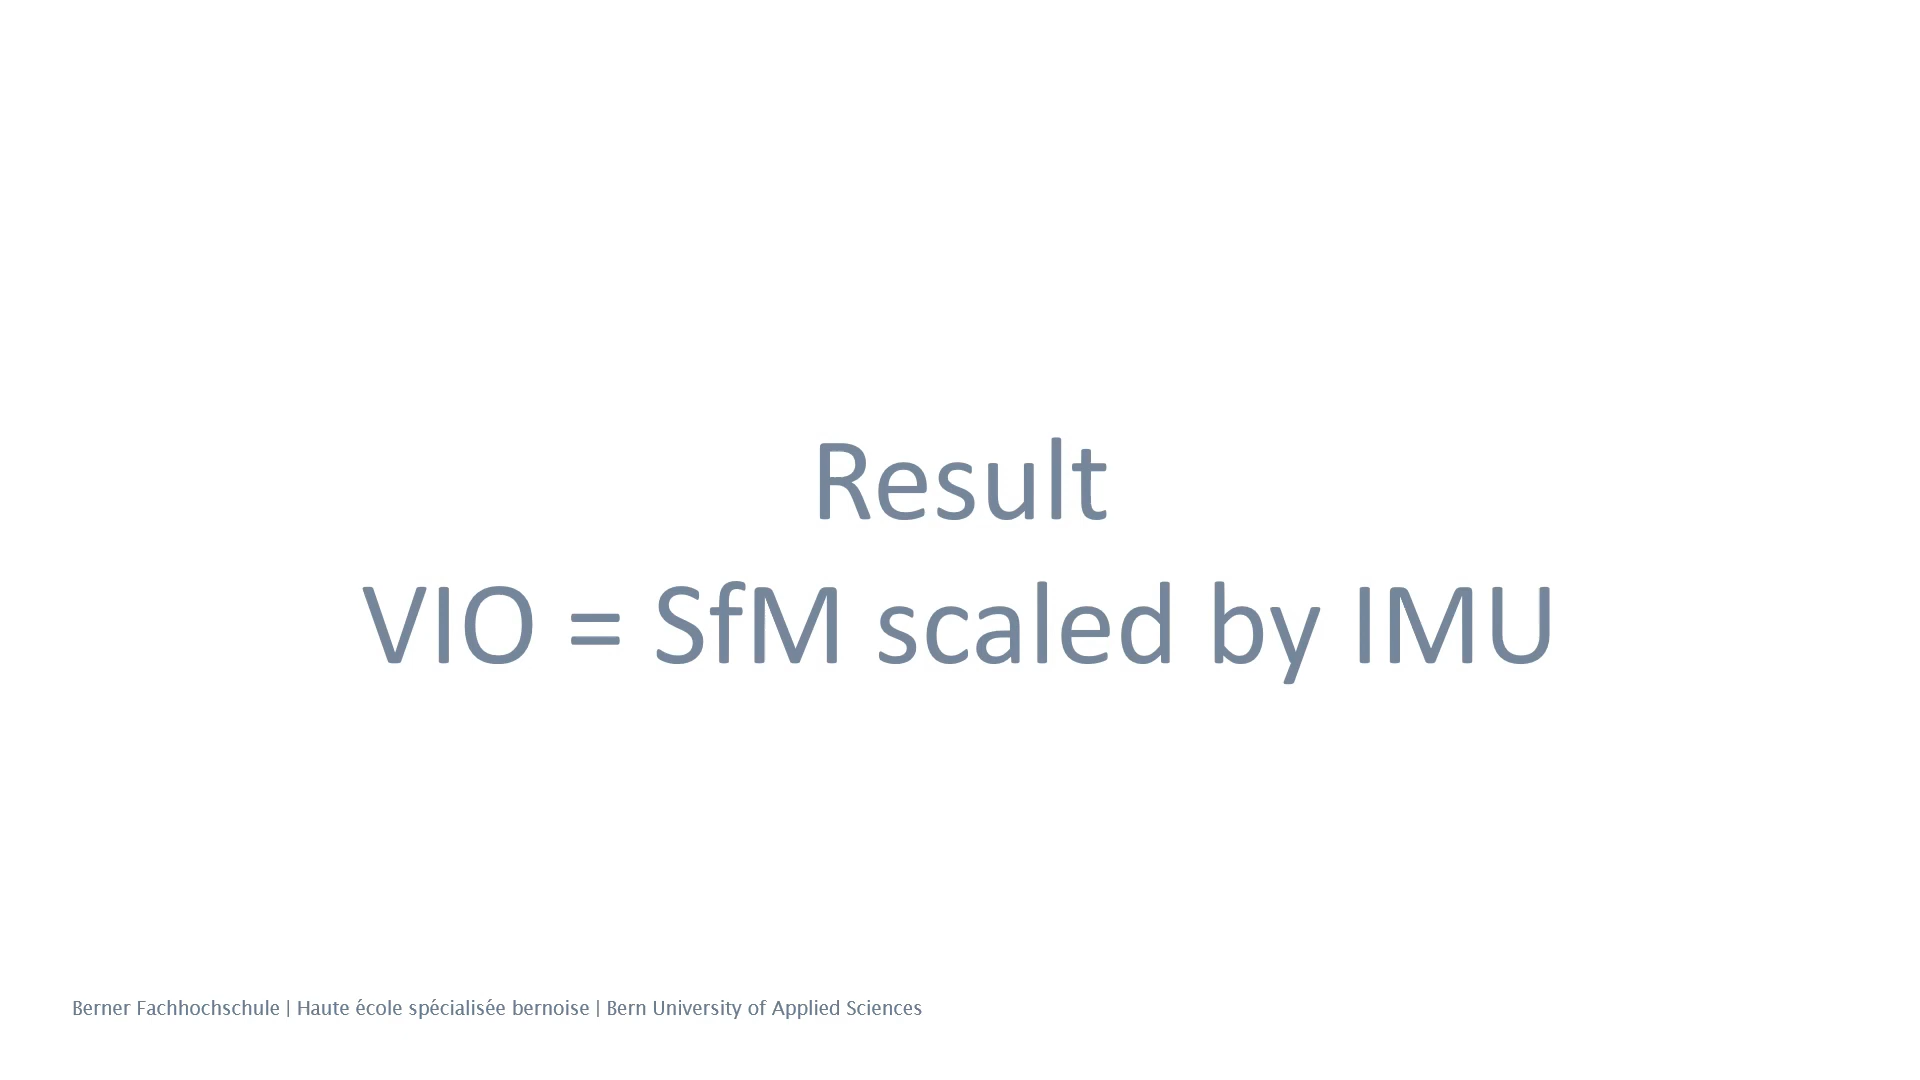 Result
VIO = SfM scaled by IMU
Berner Fachhochschule | Haute école spécialisée bernoise | Bern University of Applied Sciences